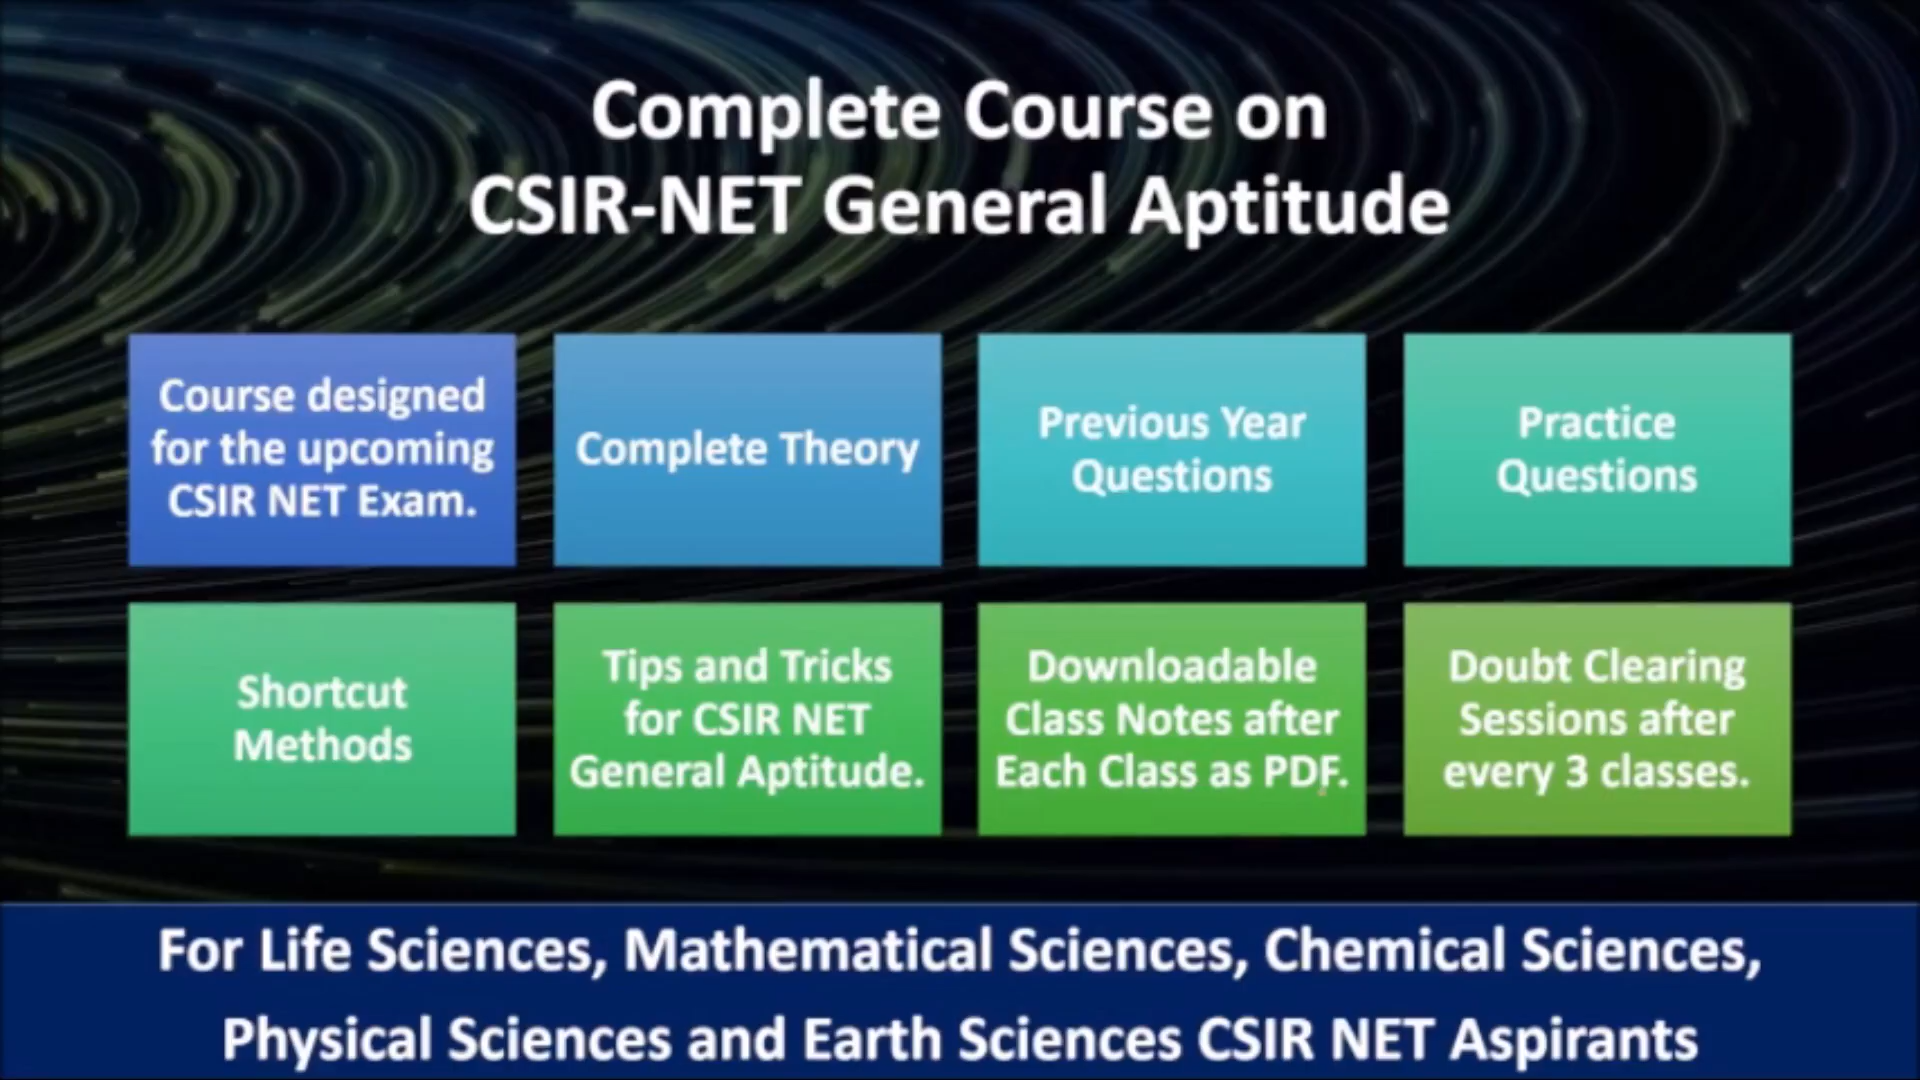 Complete Course on
CSIR-NET General Aptitude
Course designed
for the upcoming
CSIR NET Exam.
Complete Theory
Previous Year
Questions
Practice
Questions
Shortcut
Methods
Tips and Tricks
for CSIR NET
General Aptitude.
Downloadable
Class Notes after
Each Class as PDF.
Doubt Clearing
Sessions after
every 3 classes.
For Life Sciences, Mathematical Sciences, Chemical Sciences,
Physical Sciences and Earth Sciences CSIR NET Aspirants